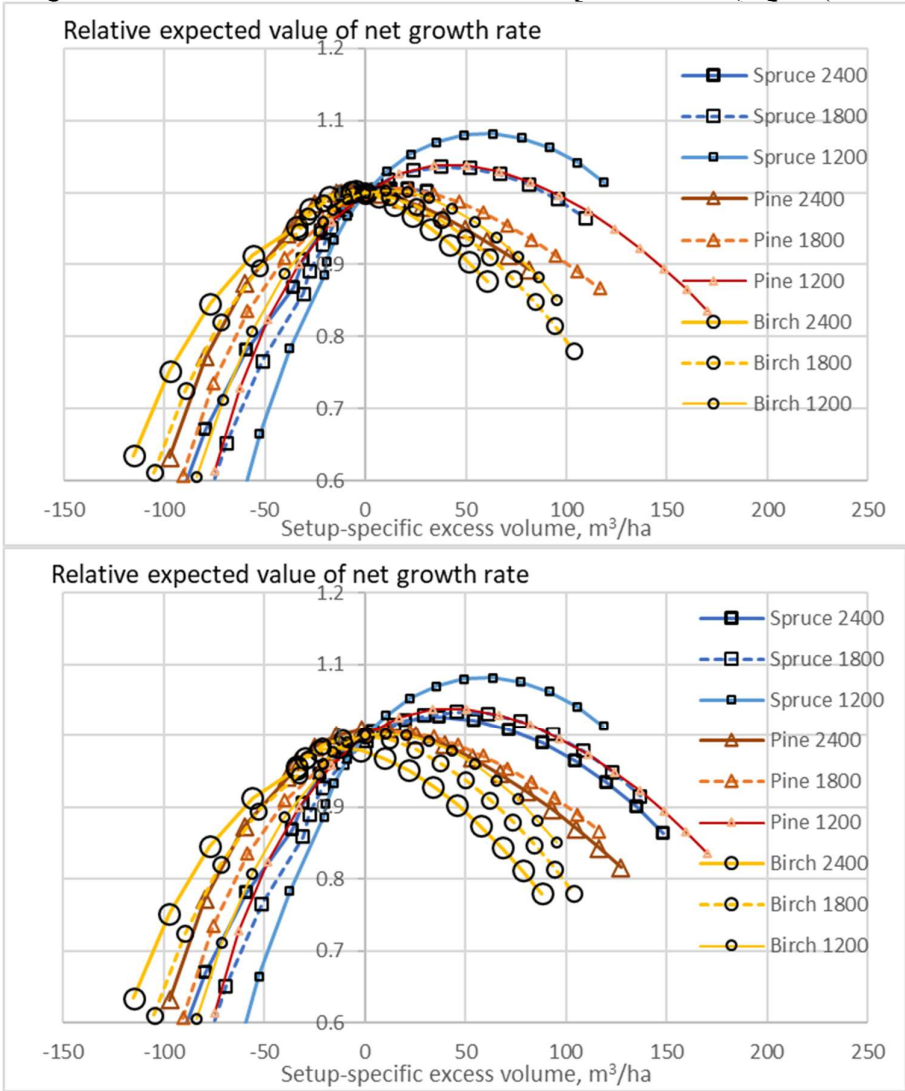 Relative expected value of net growth rate
1.2
1.1
0.9
0.8
0.7
0.6
Spruce 2400
Spruce 1800
Spruce 1200
Pine 2400
Pine 1800
Pine 1200
Birch 2400
Birch 1800
Birch 1200
-150 -100 -50 0 50 100 150 200 250
Setup-specific excess volume, m³/ha
Relative expected value of net growth rate
1.2
1.1
0.9
0.8
0.7
0.6
Spruce 2400
Spruce 1800
Spruce 1200
Pine 2400
Pine 1800
Pine 1200
Birch 2400
Birch 1800
Birch 1200
-150 -100 -50 0 50 100 150 200 250
Setup-specific excess volume, m³/ha